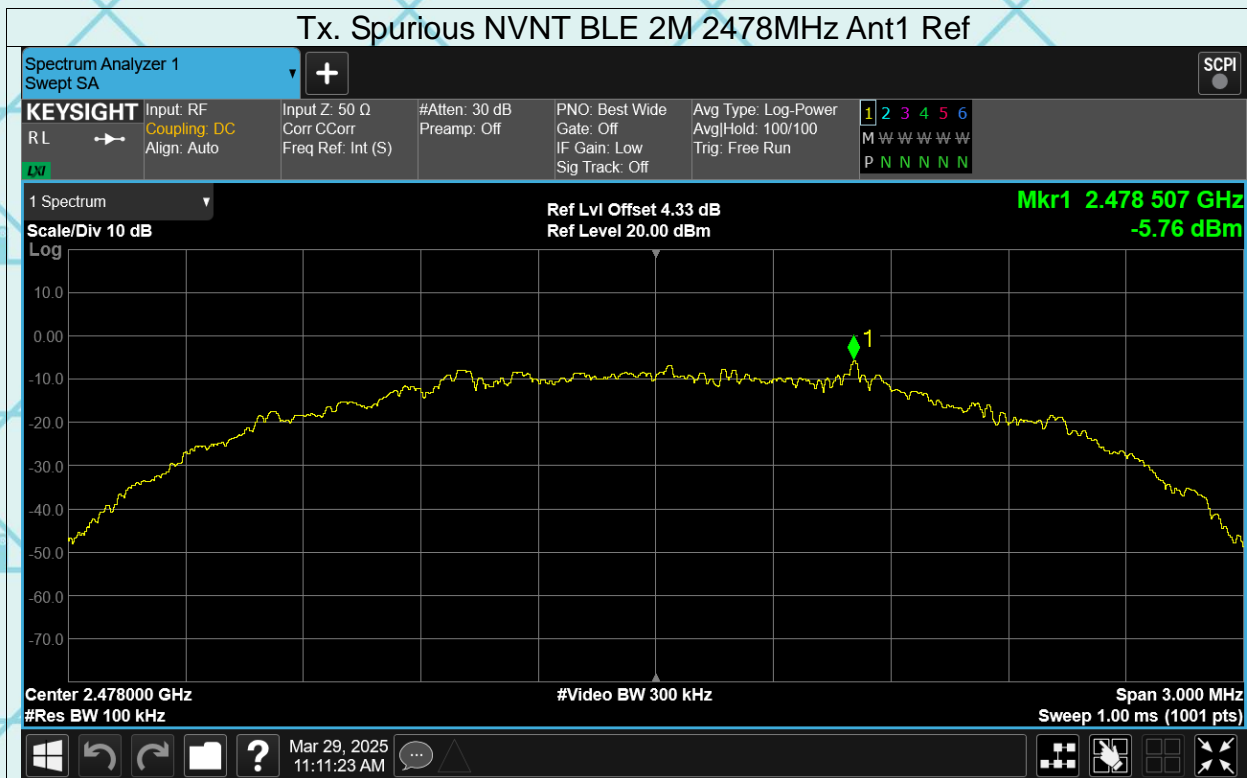 Tx. Spurious NVNT BLE 2M 2478MHz Ant1 Ref
Spectrum Analyzer 1
Swept SA
SCPI
KEYSIGHT
R L
LXI
Input: RF
Coupling: DC
Align: Auto
Input Z: 50 Ω
Corr CCorr
Freq Ref: Int (S)
#Atten: 30 dB
Preamp: Off
PNO: Best Wide
Gate: Off
IF Gain: Low
Sig Track: Off
Avg Type: Log-Power
Avg|Hold: 100/100
Trig: Free Run
1 2 3 4 5 6
M W W W W W
P N N N N N
1 Spectrum
Scale/Div 10 dB
Log
Ref Lvl Offset 4.33 dB
Ref Level 20.00 dBm
Mkr1 2.478 507 GHz
-5.76 dBm
10.0
0.00
-10.0
-20.0
-30.0
-40.0
-50.0
-60.0
-70.0
1
Center 2.478000 GHz
#Res BW 100 kHz
#Video BW 300 kHz
Span 3.000 MHz
Sweep 1.00 ms (1001 pts)
?
Mar 29, 2025
11:11:23 AM